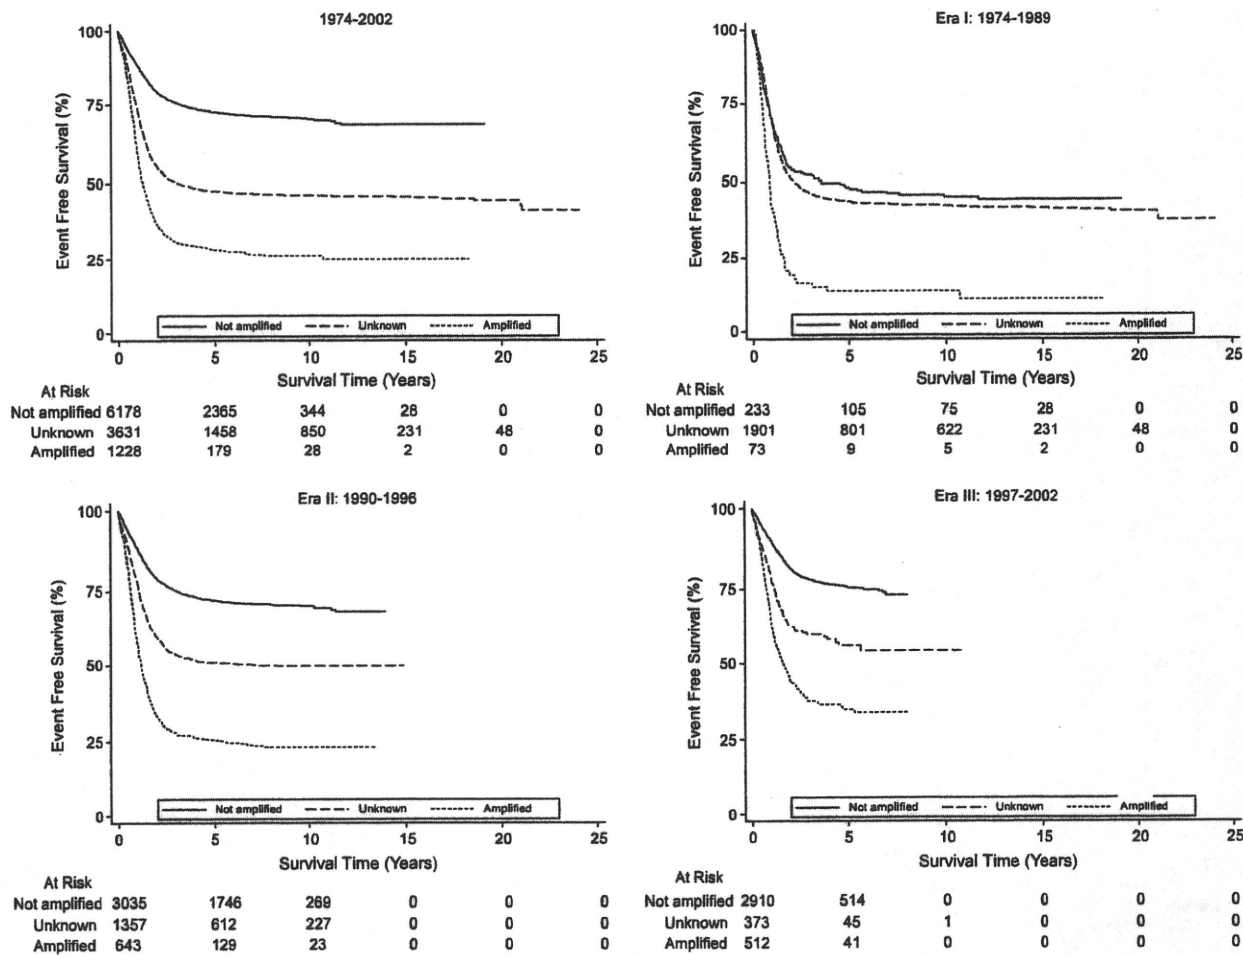 1974-2002
100
75
50
25
0
Event Free Survival (%)
Not amplified Unknown Amplified
0 5 10 15 20 25
Survival Time (Years)
At Risk
Not amplified 6178 2365 344 28 0 0
Unknown 3631 1458 850 231 48 0
Amplified 1228 179 28 2 0 0
Era I: 1974-1989
100
75
50
25
0
Event Free Survival (%)
Not amplified Unknown Amplified
0 5 10 15 20 25
Survival Time (Years)
At Risk
Not amplified 233 105 75 28 0 0
Unknown 1901 801 622 231 48 0
Amplified 73 9 5 2 0 0
Era II: 1990-1996
100
75
50
25
0
Event Free Survival (%)
Not amplified Unknown Amplified
0 5 10 15 20 25
Survival Time (Years)
At Risk
Not amplified 3035 1746 269 0 0 0
Unknown 1357 612 227 0 0 0
Amplified 643 129 23 0 0 0
Era III: 1997-2002
100
75
50
25
0
Event Free Survival (%)
Not amplified Unknown Amplified
0 5 10 15 20 25
Survival Time (Years)
At Risk
Not amplified 2910 514 0 0 0 0
Unknown 373 45 1 0 0 0
Amplified 512 41 0 0 0 0